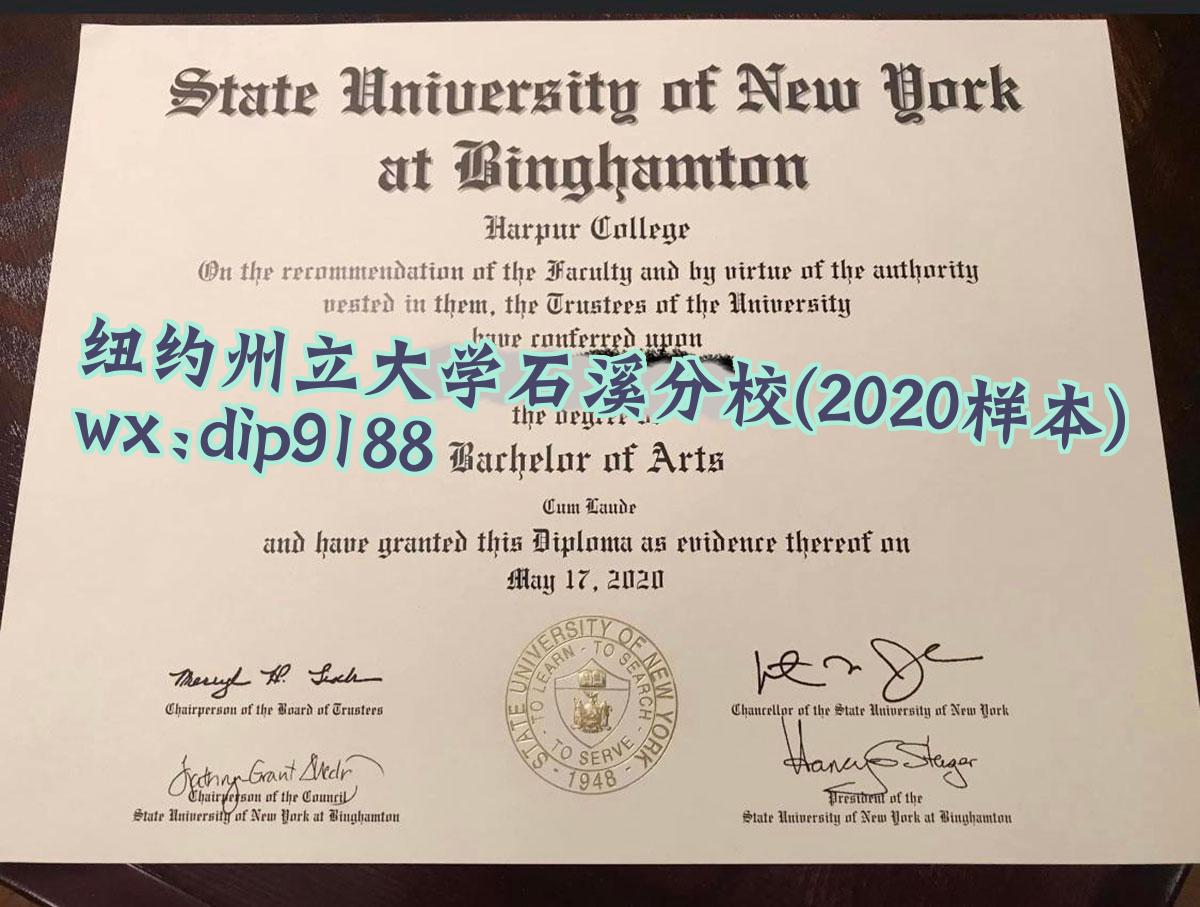 State University of New York
at Binghamton
Harpur College
On the recommendation of the Faculty and by virtue of the authority
vested in them, the Trustees of the University
have conferred upon
纽约州立大学石溪分校(2020样本)
the degree
wx:dip9188
Bachelor of Arts
Cum Laude
and have granted this Diploma as evidence thereof on
May 17, 2020
STATE UNIVERSITY OF NEW YORK
TO LEARN - TO SEARCH - TO SERVE
1948
Chairperson of the Board of Trustees
Chancellor of the State University of New York
Chairperson of the Council
State University of New York at Binghamton
President of the
State University of New York at Binghamton